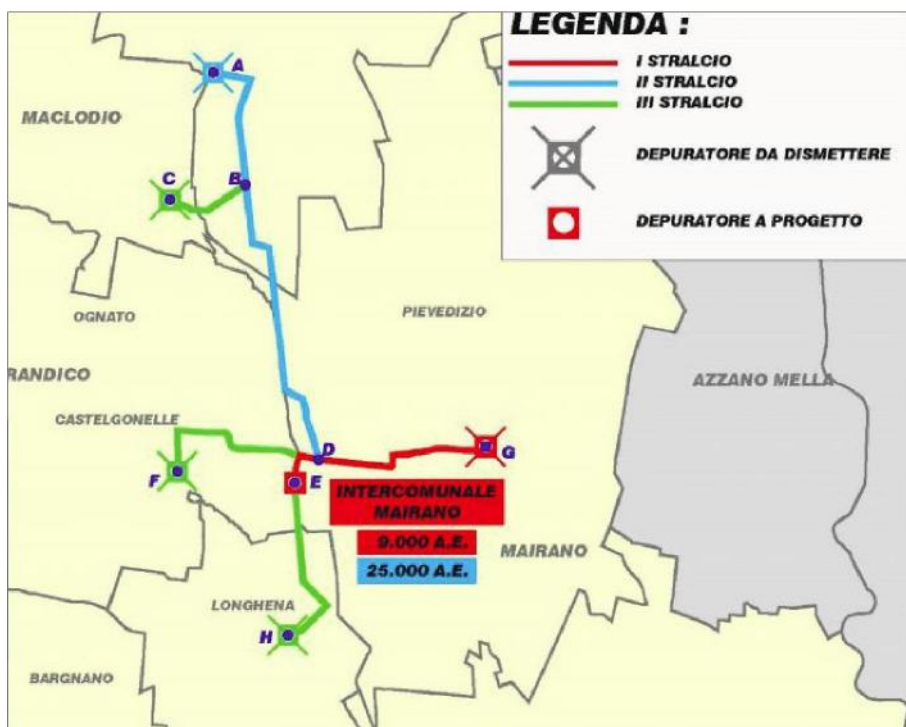 LEGENDA :
I STRALCIO
II STRALCIO
III STRALCIO
DEPURATORE DA DISMETTERE
DEPURATORE A PROGETTO
A
MACLODIO
C
B
OGNATO
PIEVEDIZIO
RANDICO
AZZANO MELLA
CASTELGONELLE
D
G
F
E
INTERCOMUNALE
MAIRANO
9.000 A.E.
MAIRANO
25.000 A.E.
LONGHENA
H
BARGNANO